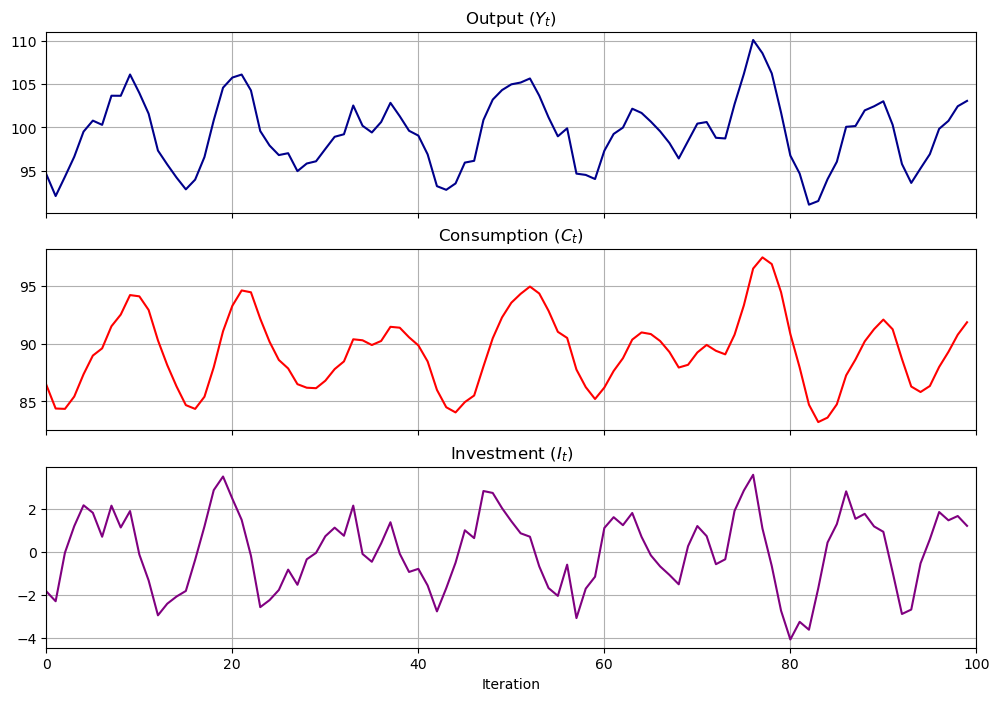 Output (Y_t)
110
105
100
95
Consumption (C_t)
95
90
85
Investment (I_t)
2
0
−2
−4
0 20 40 60 80 100
Iteration